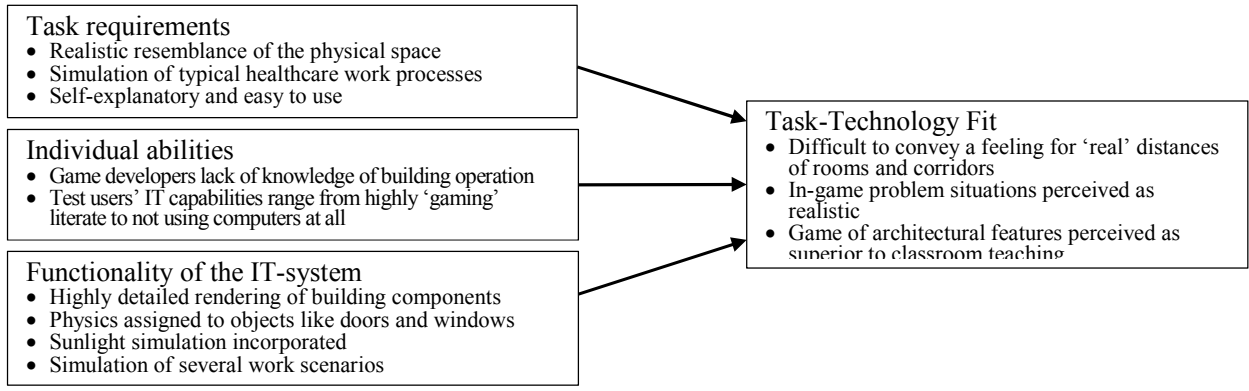 Task requirements
• Realistic resemblance of the physical space
• Simulation of typical healthcare work processes
• Self-explanatory and easy to use
Individual abilities
• Game developers lack of knowledge of building operation
• Test users' IT capabilities range from highly 'gaming'
literate to not using computers at all
Functionality of the IT-system
• Highly detailed rendering of building components
• Physics assigned to objects like doors and windows
• Sunlight simulation incorporated
• Simulation of several work scenarios
Task-Technology Fit
• Difficult to convey a feeling for 'real' distances
of rooms and corridors
• In-game problem situations perceived as
realistic
• Game of architectural features perceived as
superior to classroom teaching